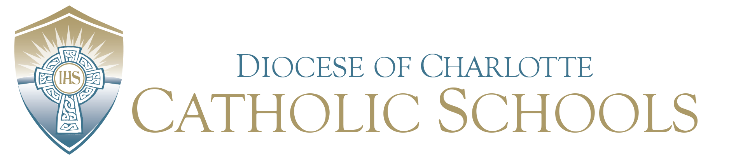 IHS
DIOCESE OF CHARLOTTE
CATHOLIC SCHOOLS